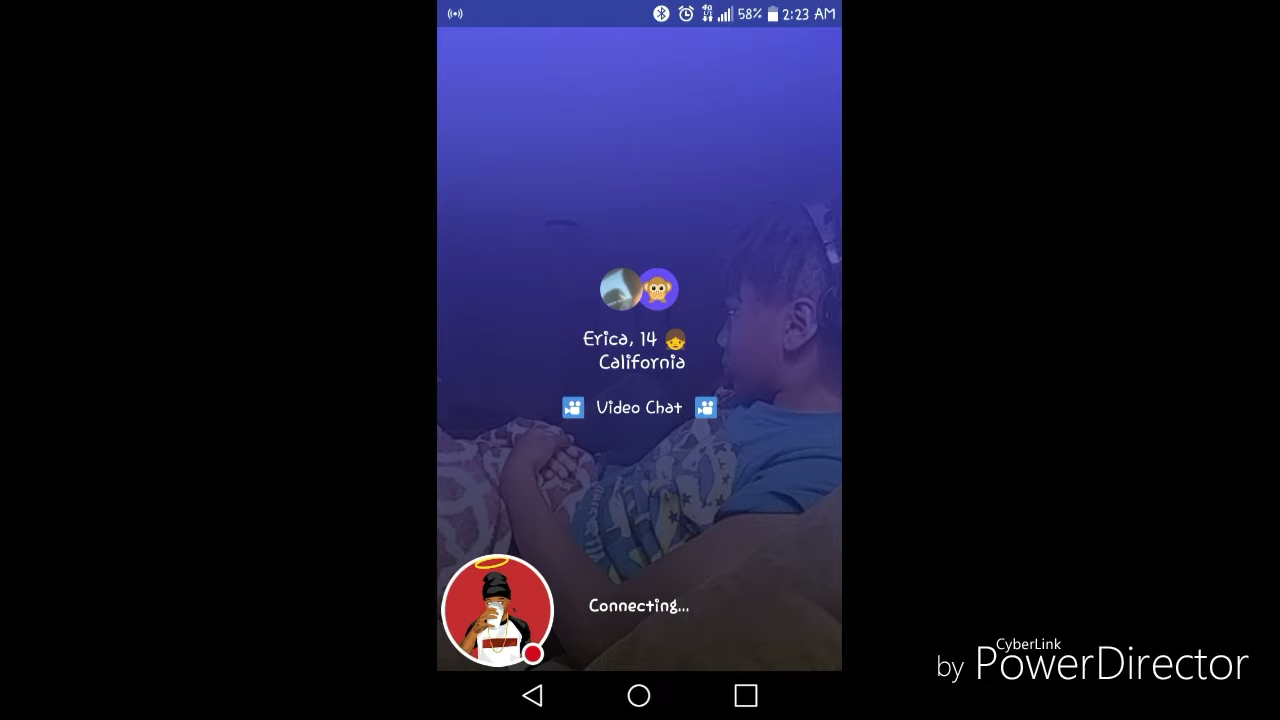 58% 2:23 AM
Erica, 14 👧
California
Video Chat
Connecting...
CyberLink
by PowerDirector